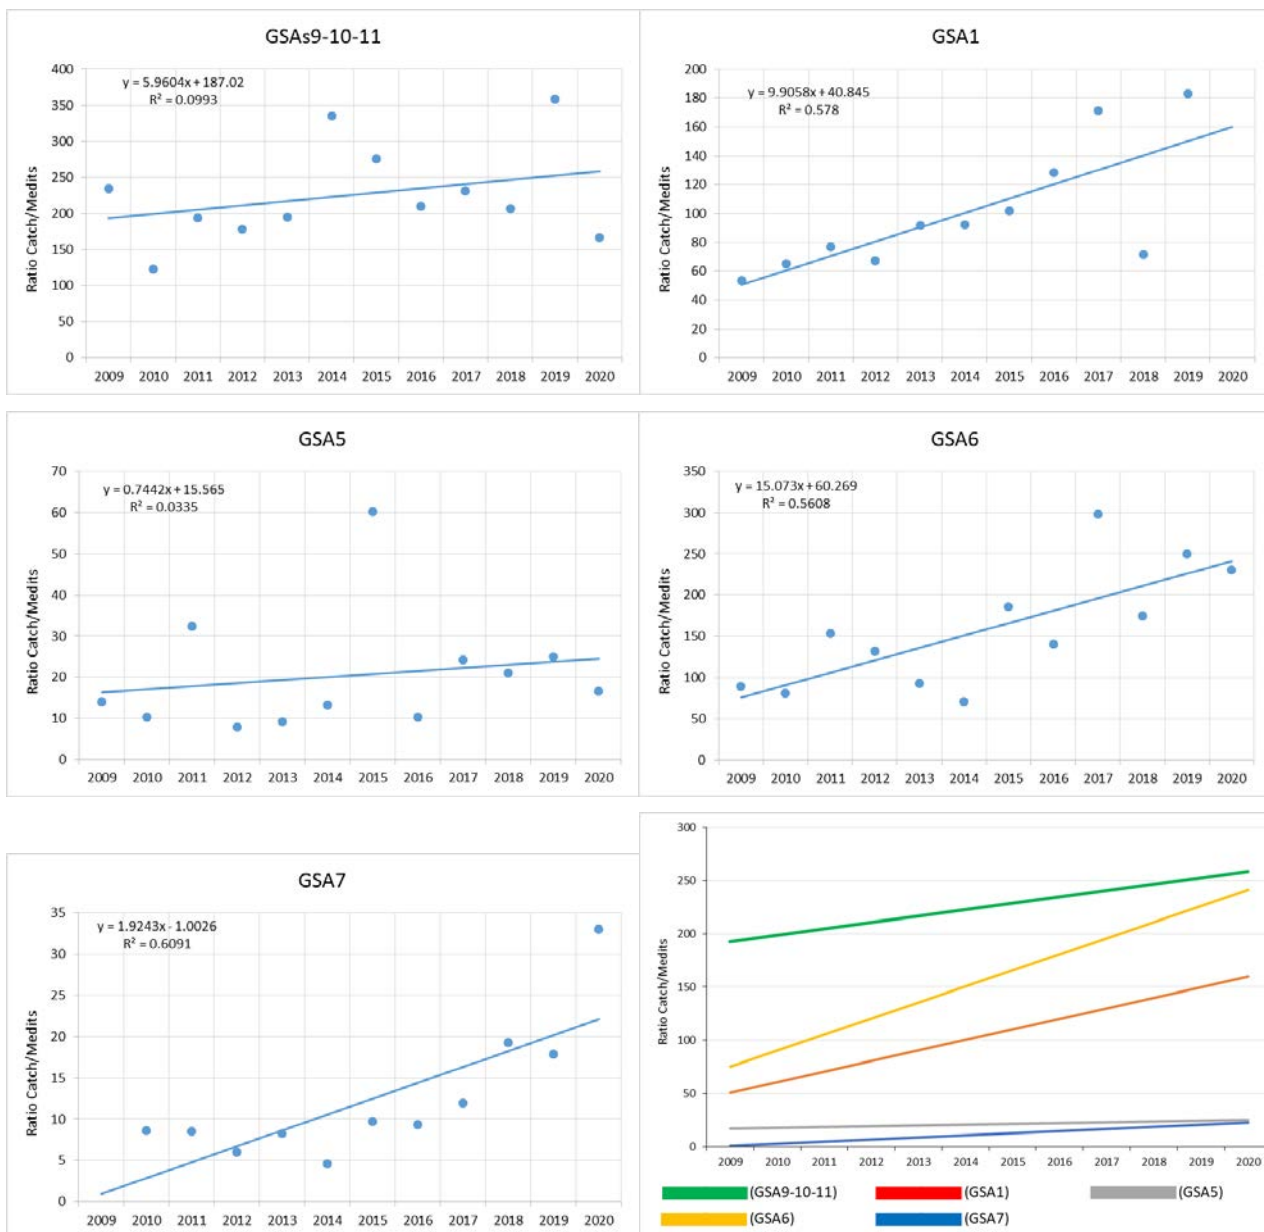 GSAs9-10-11
y = 5.9604x + 187.02
R² = 0.0993
Ratio Catch/Medits
400
350
300
250
200
150
100
50
0
2009 2010 2011 2012 2013 2014 2015 2016 2017 2018 2019 2020
GSA1
y = 9.9058x + 40.845
R² = 0.578
Ratio Catch/Medits
200
180
160
140
120
100
80
60
40
20
0
2009 2010 2011 2012 2013 2014 2015 2016 2017 2018 2019 2020
GSA5
y = 0.7442x + 15.565
R² = 0.0335
Ratio Catch/Medits
70
60
50
40
30
20
10
0
2009 2010 2011 2012 2013 2014 2015 2016 2017 2018 2019 2020
GSA6
y = 15.073x + 60.269
R² = 0.5608
Ratio Catch/Medits
350
300
250
200
150
100
50
0
2009 2010 2011 2012 2013 2014 2015 2016 2017 2018 2019 2020
GSA7
y = 1.9243x - 1.0026
R² = 0.6091
Ratio Catch/Medits
35
30
25
20
15
10
5
0
2009 2010 2011 2012 2013 2014 2015 2016 2017 2018 2019 2020
Ratio Catch/Medits
300
250
200
150
100
50
0
2009 2010 2011 2012 2013 2014 2015 2016 2017 2018 2019 2020
(GSA9-10-11) (GSA1) (GSA5)
(GSA6) (GSA7)